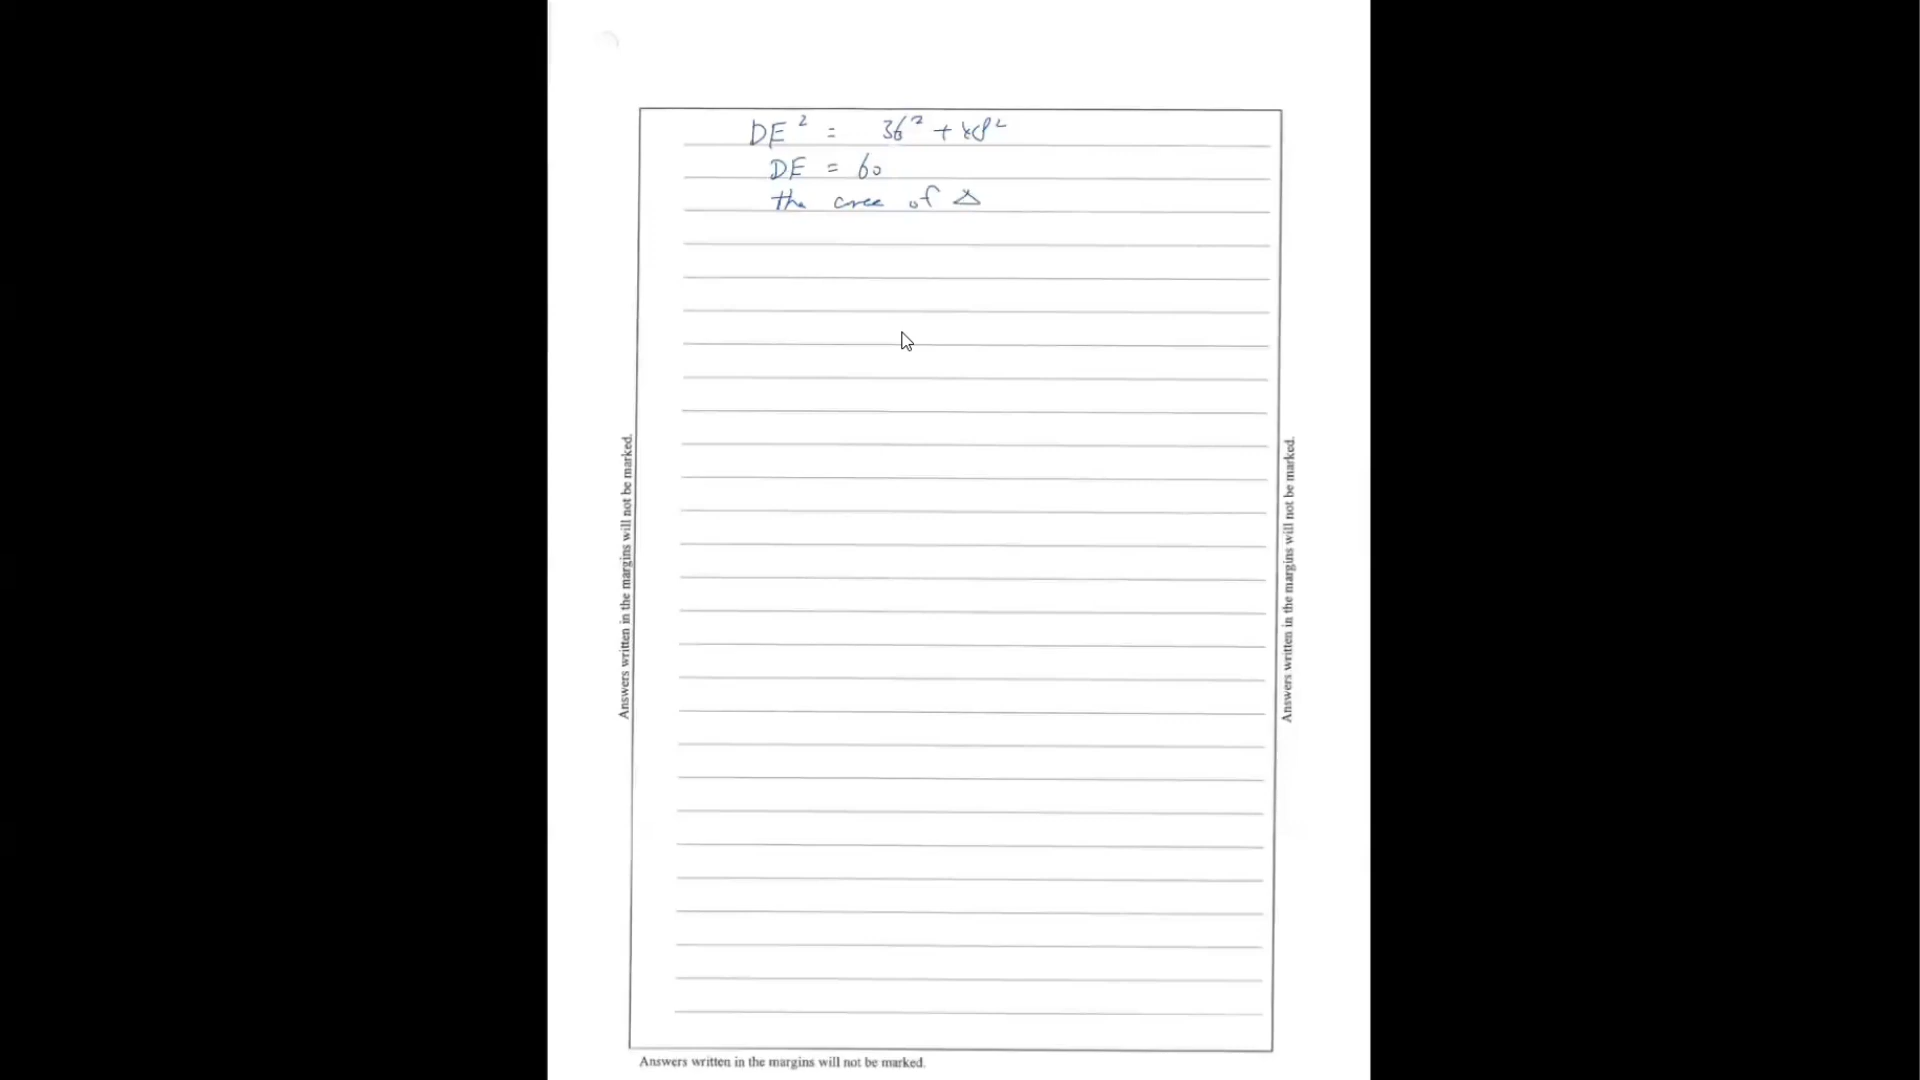 DE² = 36² + 48²
DE = 60
the area of △
Answers written in the margins will not be marked.
Answers written in the margins will not be marked.
Answers written in the margins will not be marked.